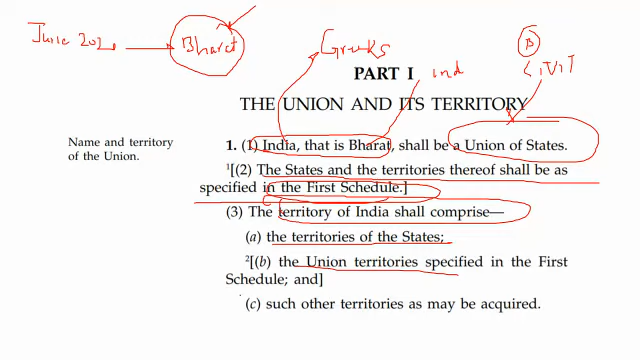 June 202
Bharat
Greeks
Ind
B
PART I
THE UNION AND ITS TERRITORY
Name and territory
of the Union.
1. (1) India, that is Bharat, shall be a Union of States.
1[(2) The States and the territories thereof shall be as
specified in the First Schedule.]
(3) The territory of India shall comprise—
(a) the territories of the States;
2[(b) the Union territories specified in the First
Schedule; and]
(c) such other territories as may be acquired.